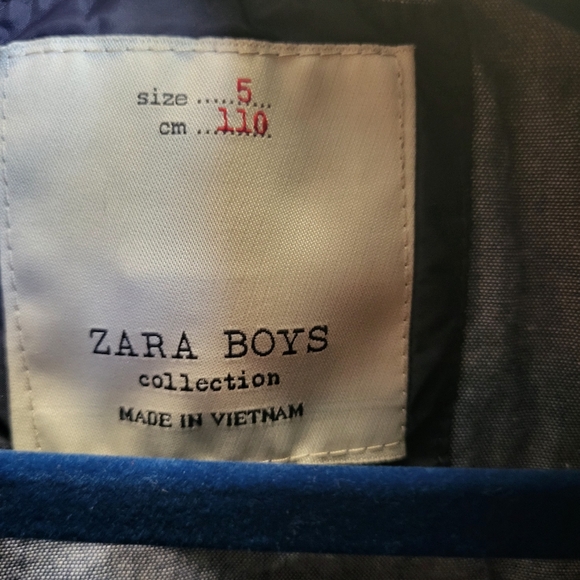 size ..... 5 ...
cm ... 110
ZARA BOYS
collection
MADE IN VIETNAM